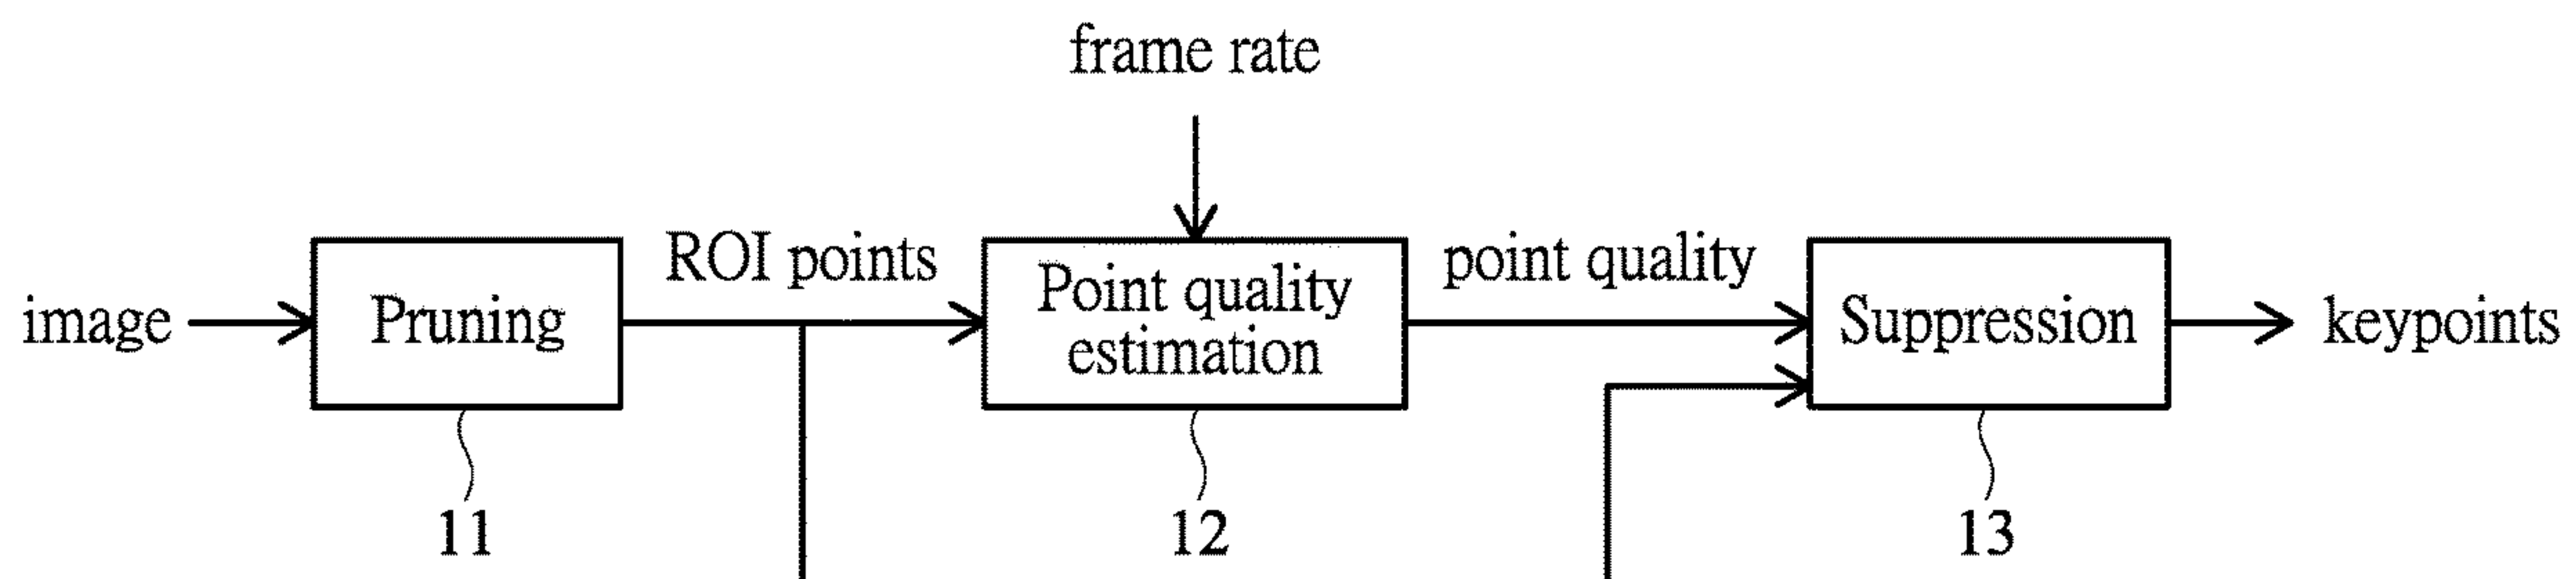 frame rate
image
Pruning
ROI points
Point quality
estimation
point quality
Suppression
keypoints
11
12
13